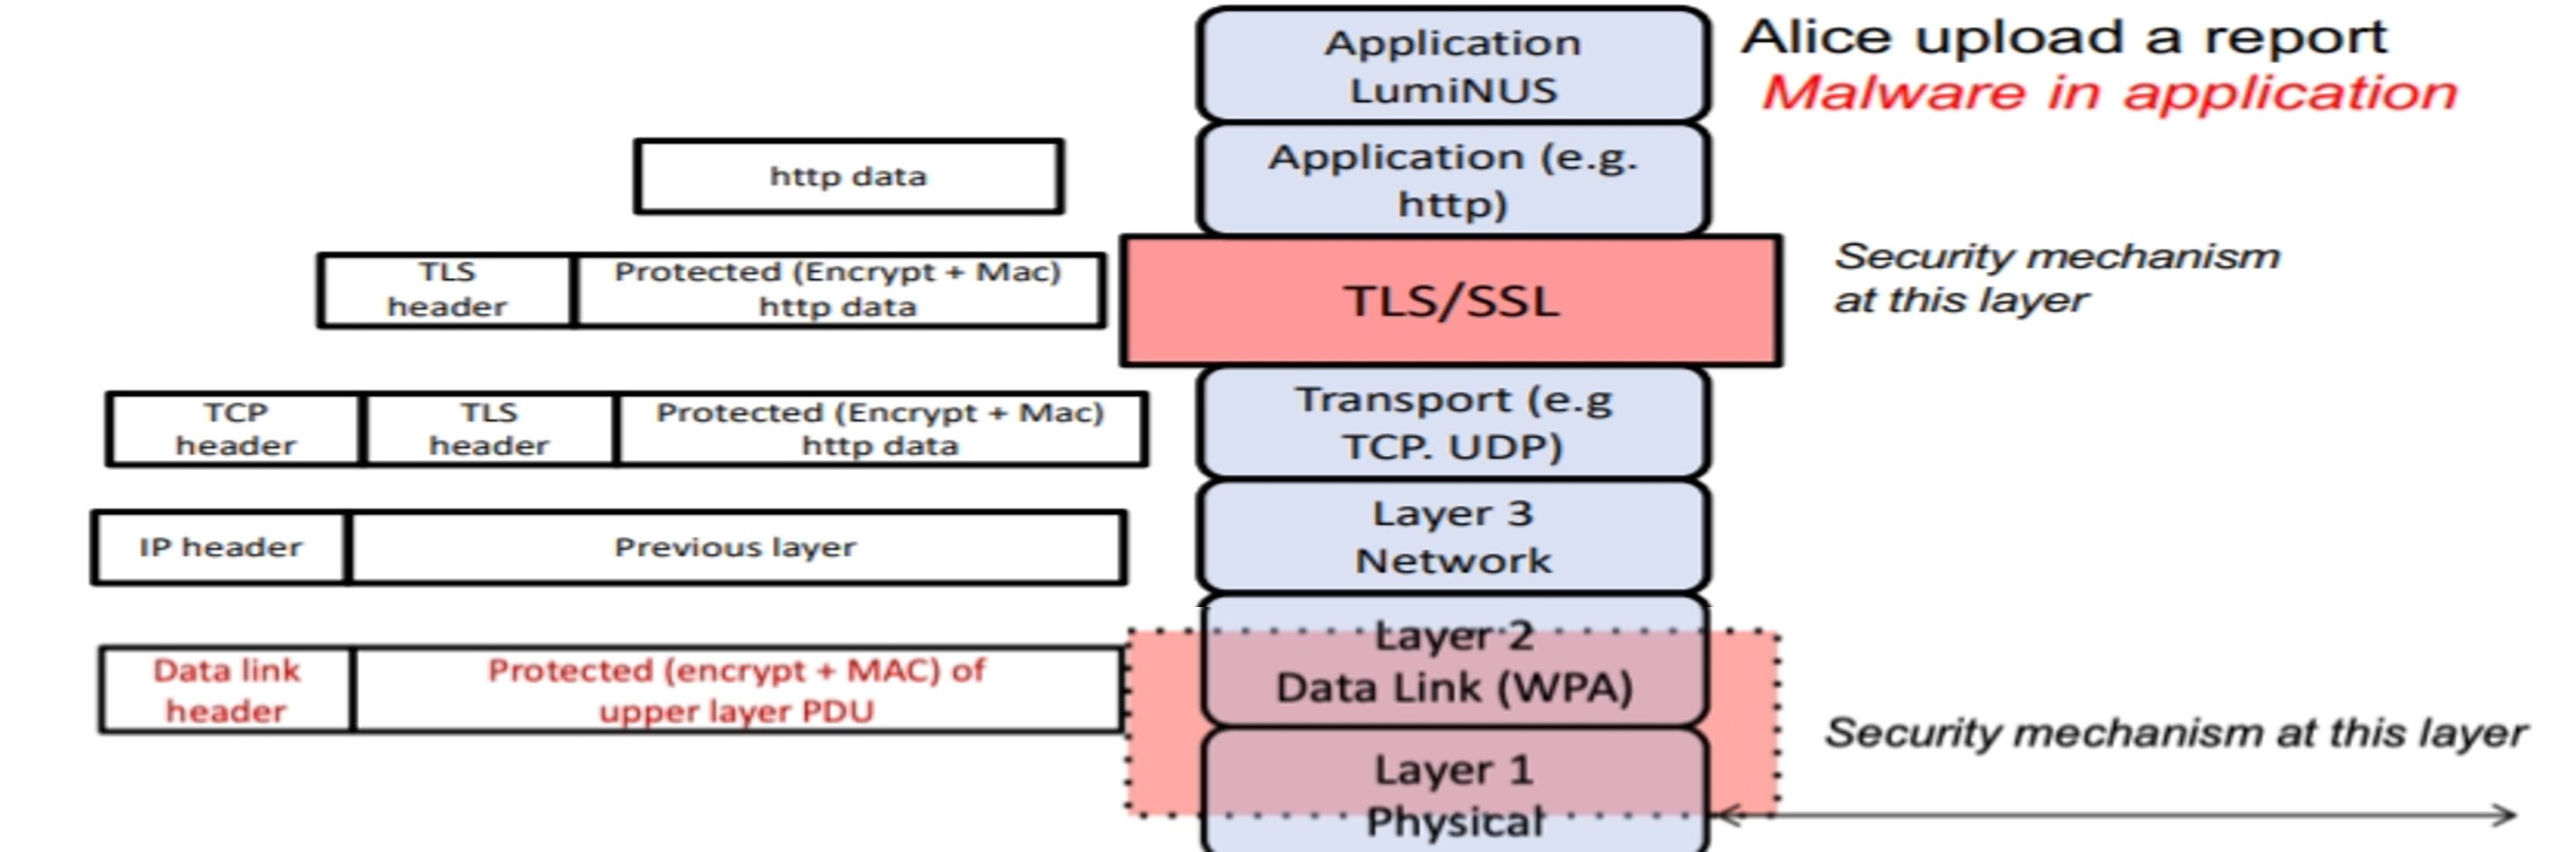 Application
LumiNUS
Alice upload a report
Malware in application
http data
Application (e.g.
http)
TLS
header
Protected (Encrypt + Mac)
http data
TLS/SSL
Security mechanism
at this layer
TCP
header
TLS
header
Protected (Encrypt + Mac)
http data
Transport (e.g
TCP. UDP)
IP header
Previous layer
Layer 3
Network
Data link
header
Protected (encrypt + MAC) of
upper layer PDU
Layer 2
Data Link (WPA)
Layer 1
Physical
Security mechanism at this layer